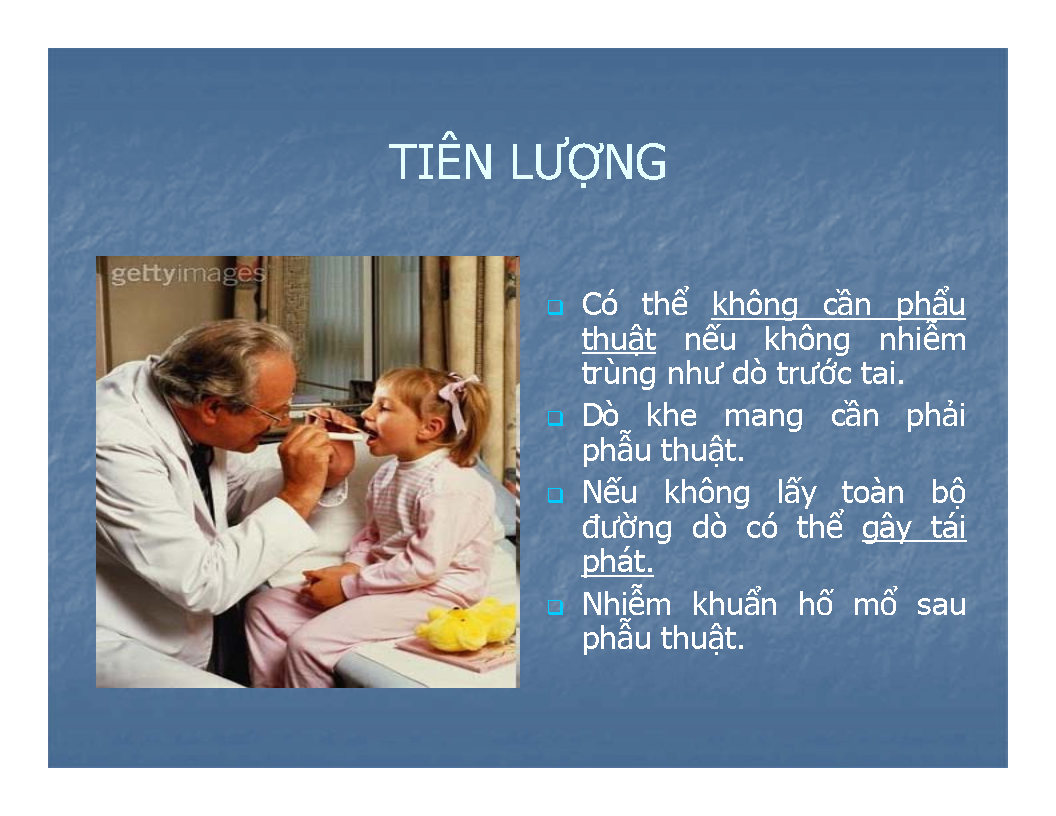 TIÊN LƯỢNG
gettyimages
Có thể không cần phẩu
thuật nếu không nhiễm
trùng như dò trước tai.
Dò khe mang cần phải
phẫu thuật.
Nếu không lấy toàn bộ
đường dò có thể gây tái
phát.
Nhiễm khuẩn hố mổ sau
phẫu thuật.